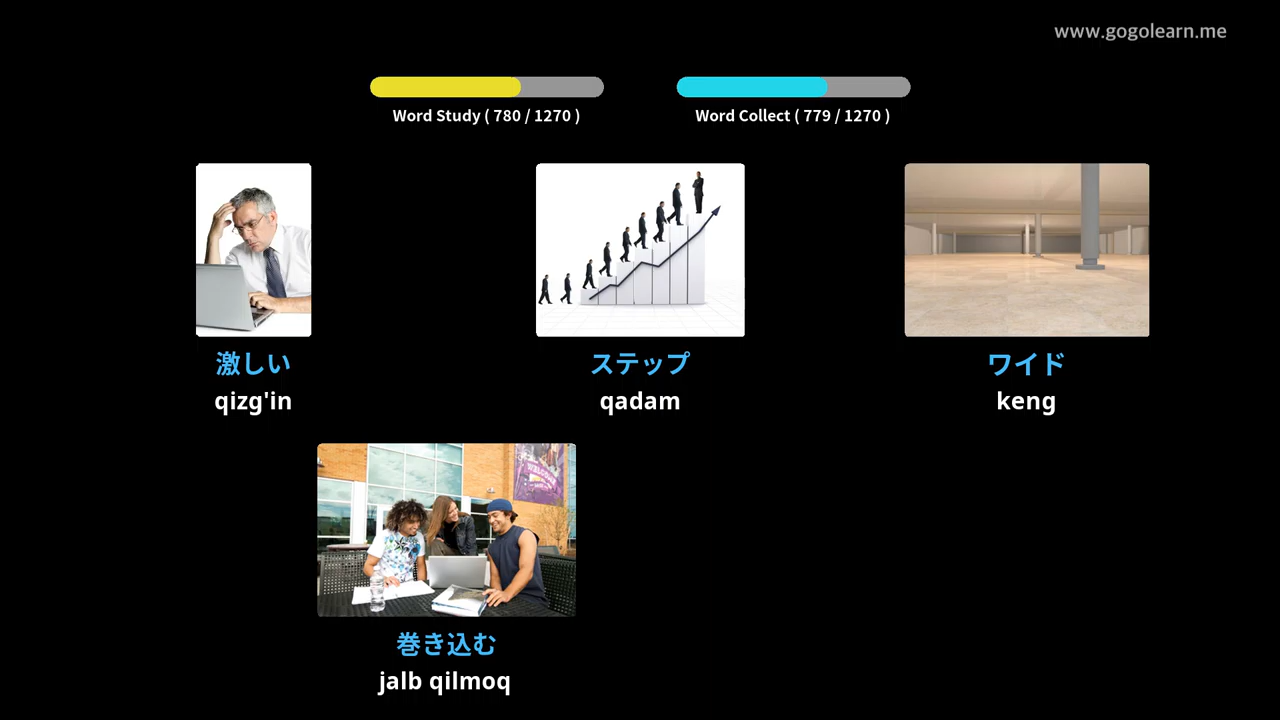 www.gogolearn.me
Word Study ( 780 / 1270 )
Word Collect ( 779 / 1270 )
激しい
qizg'in
ステップ
qadam
ワイド
keng
巻き込む
jalb qilmoq